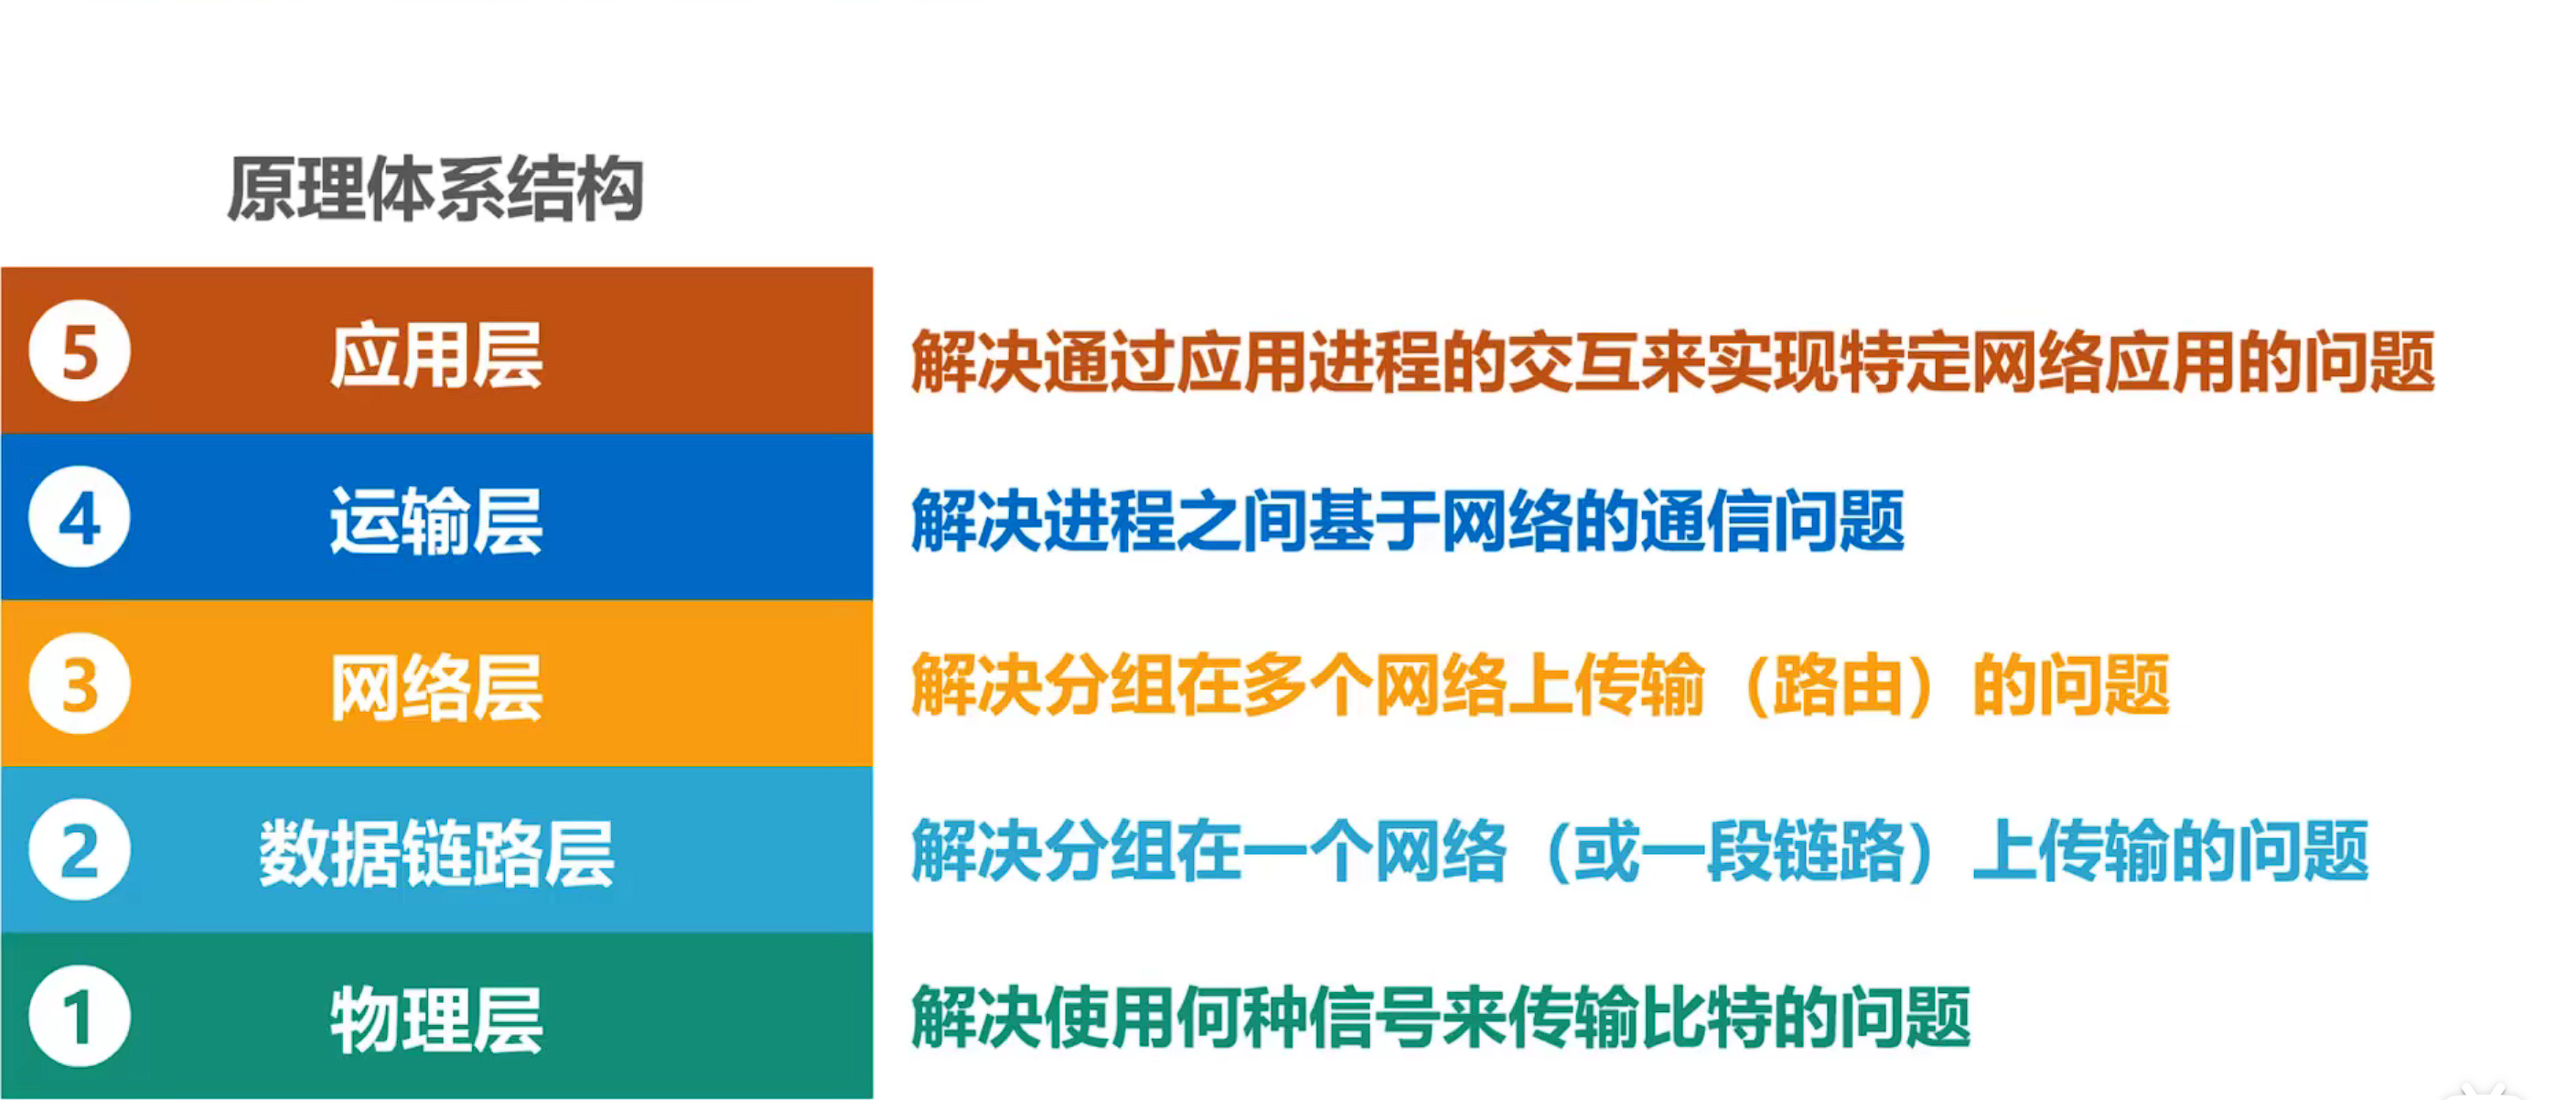 原理体系结构
5 应用层 解决通过应用进程的交互来实现特定网络应用的问题
4 运输层 解决进程之间基于网络的通信问题
3 网络层 解决分组在多个网络上传输（路由）的问题
2 数据链路层 解决分组在一个网络（或一段链路）上传输的问题
1 物理层 解决使用何种信号来传输比特的问题